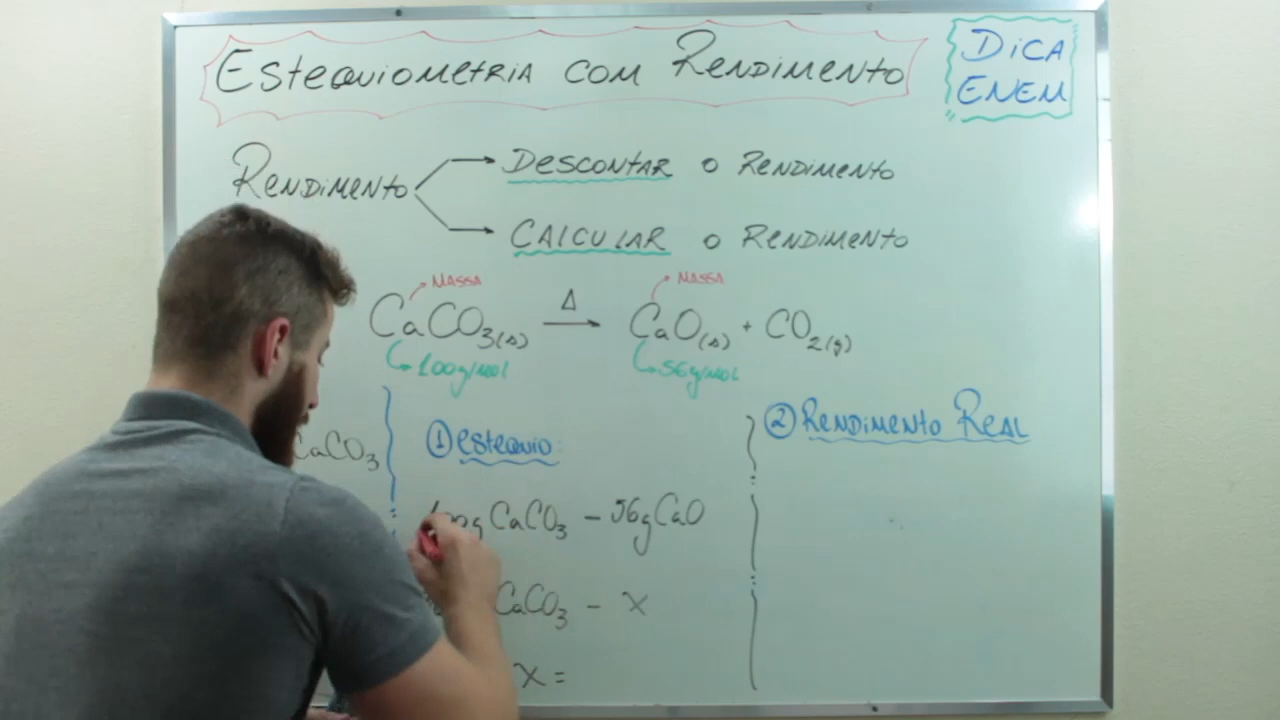 Estequiometria com Rendimento
Dica
Enem
Rendimento
Descontar o Rendimento
Calcular o Rendimento
Massa
Massa
CaCO3(s) Δ→ CaO(s) + CO2(g)
100g/mol
56g/mol
CaCO3
① estequio:
② Rendimento Real
100g CaCO3 – 56g CaO
CaCO3 – x
x =